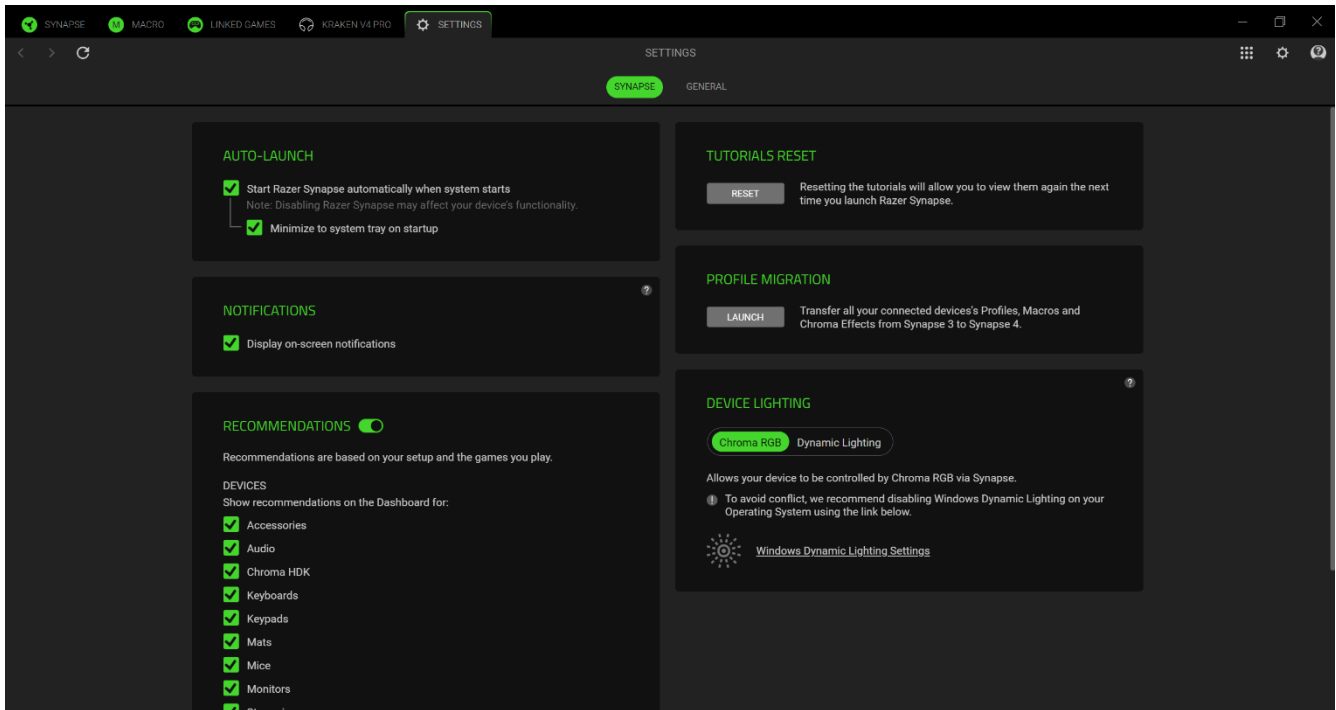 SYNAPSE
M MACRO
LINKED GAMES
KRAKEN V4 PRO
SETTINGS
SETTINGS
SYNAPSE
GENERAL
AUTO-LAUNCH
Start Razer Synapse automatically when system starts
Note: Disabling Razer Synapse may affect your device's functionality.
Minimize to system tray on startup
?
NOTIFICATIONS
Display on-screen notifications
RECOMMENDATIONS
Recommendations are based on your setup and the games you play.
DEVICES
Show recommendations on the Dashboard for:
Accessories
Audio
Chroma HDK
Keyboards
Keypads
Mats
Mice
Monitors
TUTORIALS RESET
RESET
Resetting the tutorials will allow you to view them again the next
time you launch Razer Synapse.
PROFILE MIGRATION
LAUNCH
Transfer all your connected devices's Profiles, Macros and
Chroma Effects from Synapse 3 to Synapse 4.
?
DEVICE LIGHTING
Chroma RGB
Dynamic Lighting
Allows your device to be controlled by Chroma RGB via Synapse.
To avoid conflict, we recommend disabling Windows Dynamic Lighting on your
Operating System using the link below.
Windows Dynamic Lighting Settings